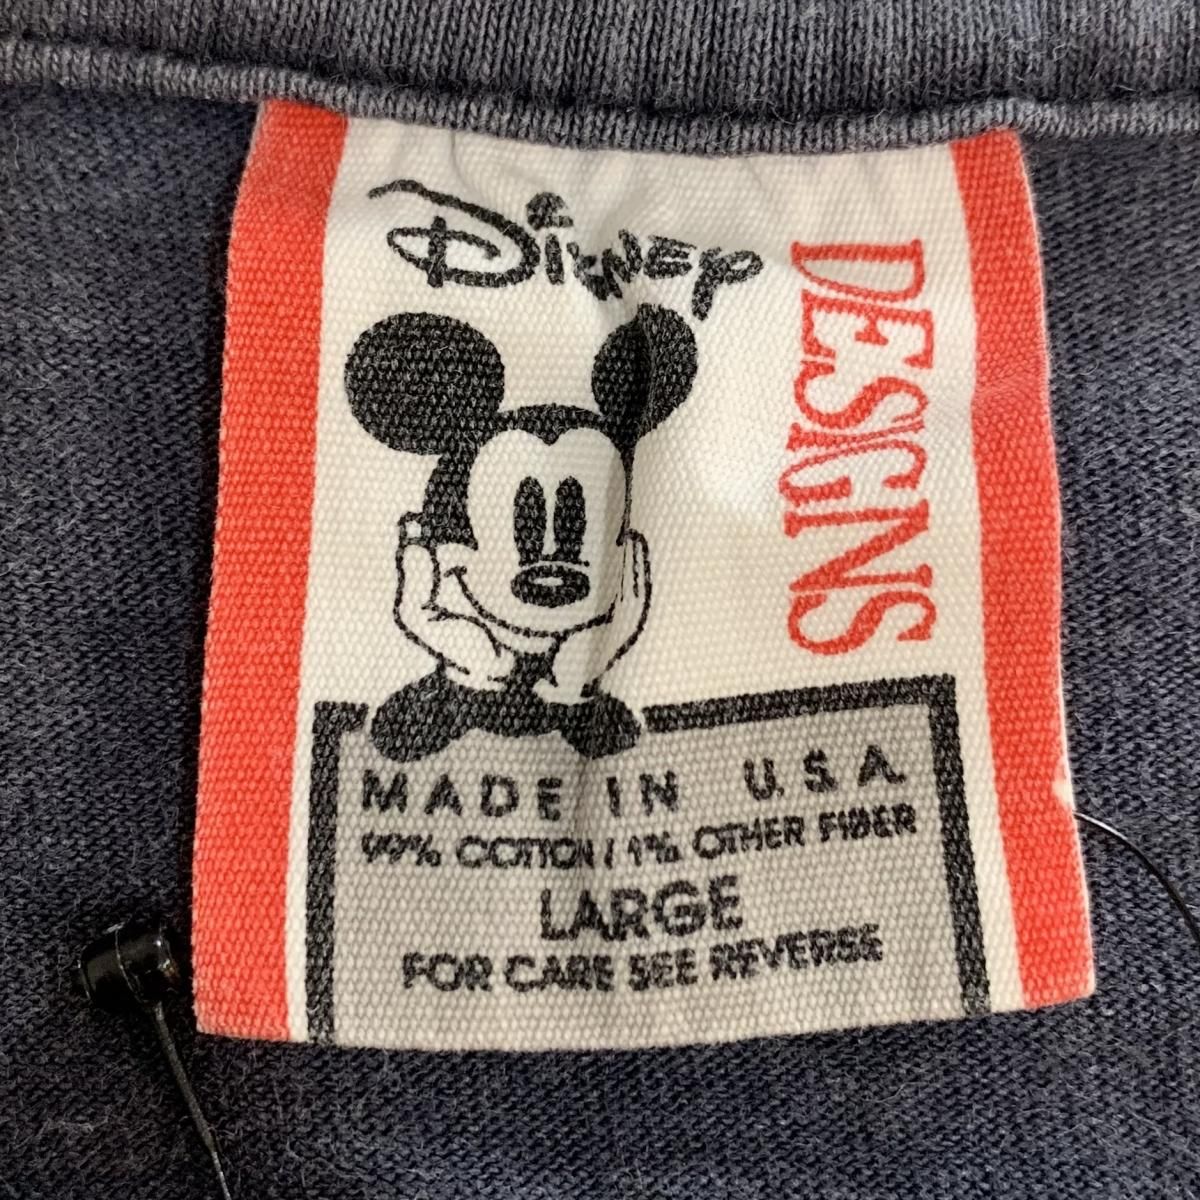 Disney
DESIGNS
MADE IN U.S.A.
99% COTTON / 1% OTHER FIBER
LARGE
FOR CARE SEE REVERSE